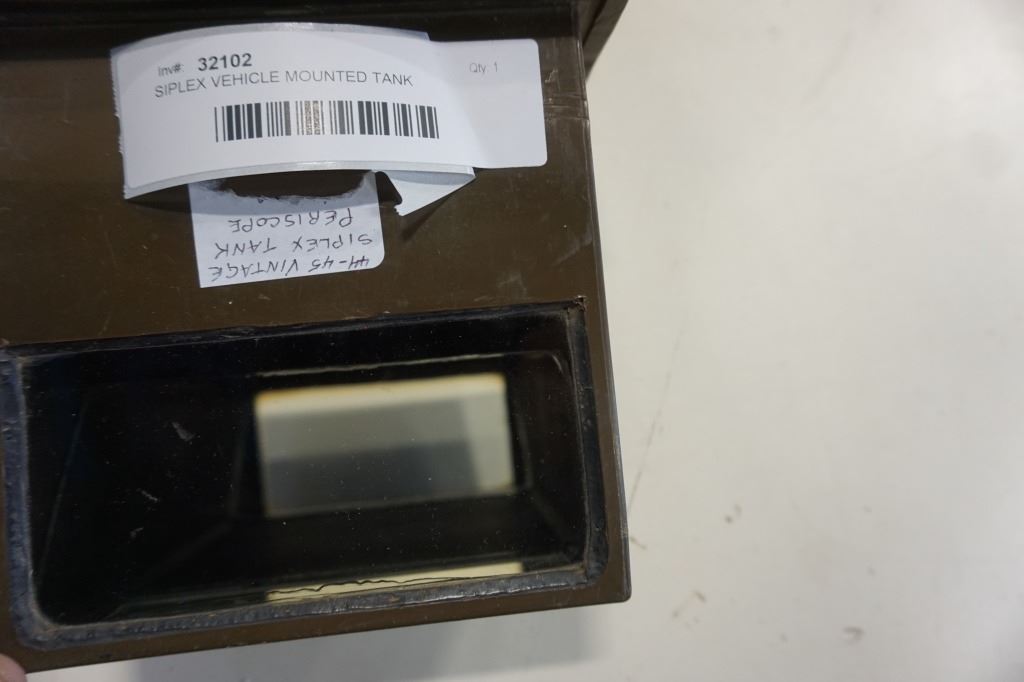 Inv#: 32102
Qty: 1
SIPLEX VEHICLE MOUNTED TANK
44-45 VINTAGE
SIPLEX TANK
PERISCOPE